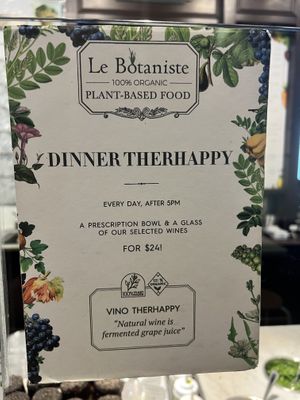 Le Botaniste
100% ORGANIC
PLANT-BASED FOOD
DINNER THERHAPPY
EVERY DAY, AFTER 5PM
A PRESCRIPTION BOWL & A GLASS
OF OUR SELECTED WINES
FOR $24!
VINO THERHAPPY
"Natural wine is
fermented grape juice"